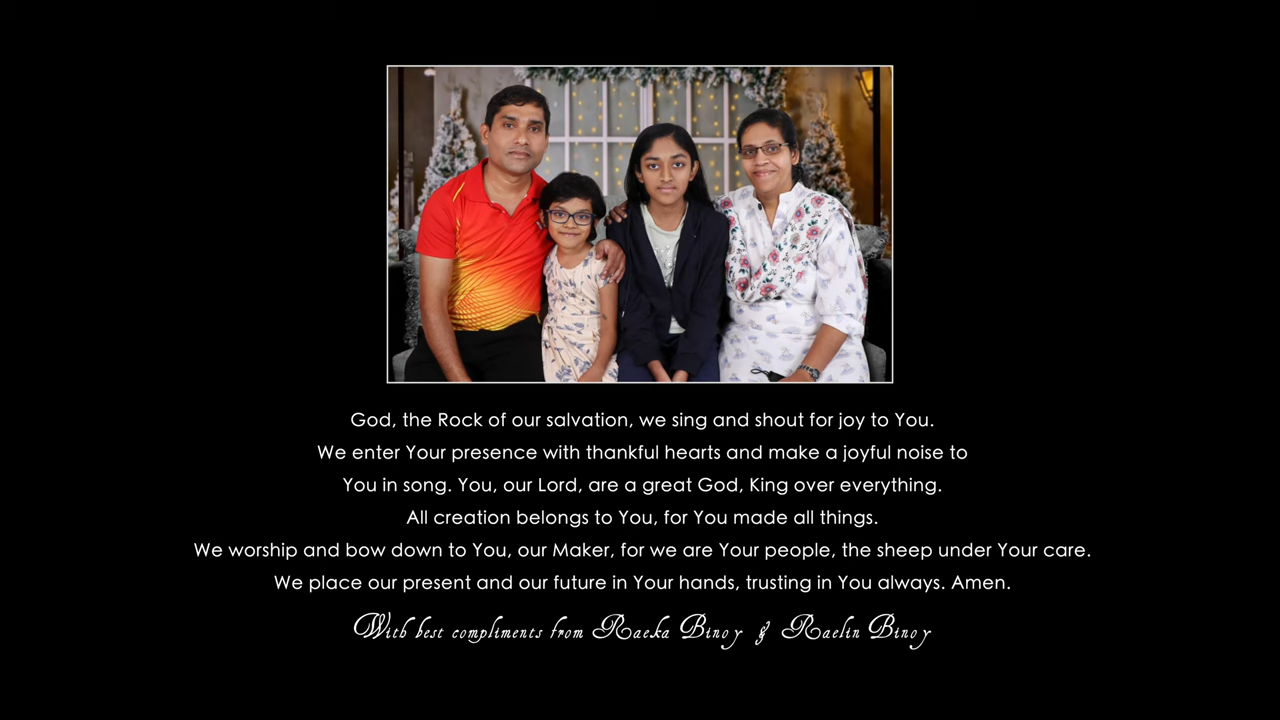 God, the Rock of our salvation, we sing and shout for joy to You.
We enter Your presence with thankful hearts and make a joyful noise to
You in song. You, our Lord, are a great God, King over everything.
All creation belongs to You, for You made all things.
We worship and bow down to You, our Maker, for we are Your people, the sheep under Your care.
We place our present and our future in Your hands, trusting in You always. Amen.
With best compliments from Raeka Binoy & Raelin Binoy